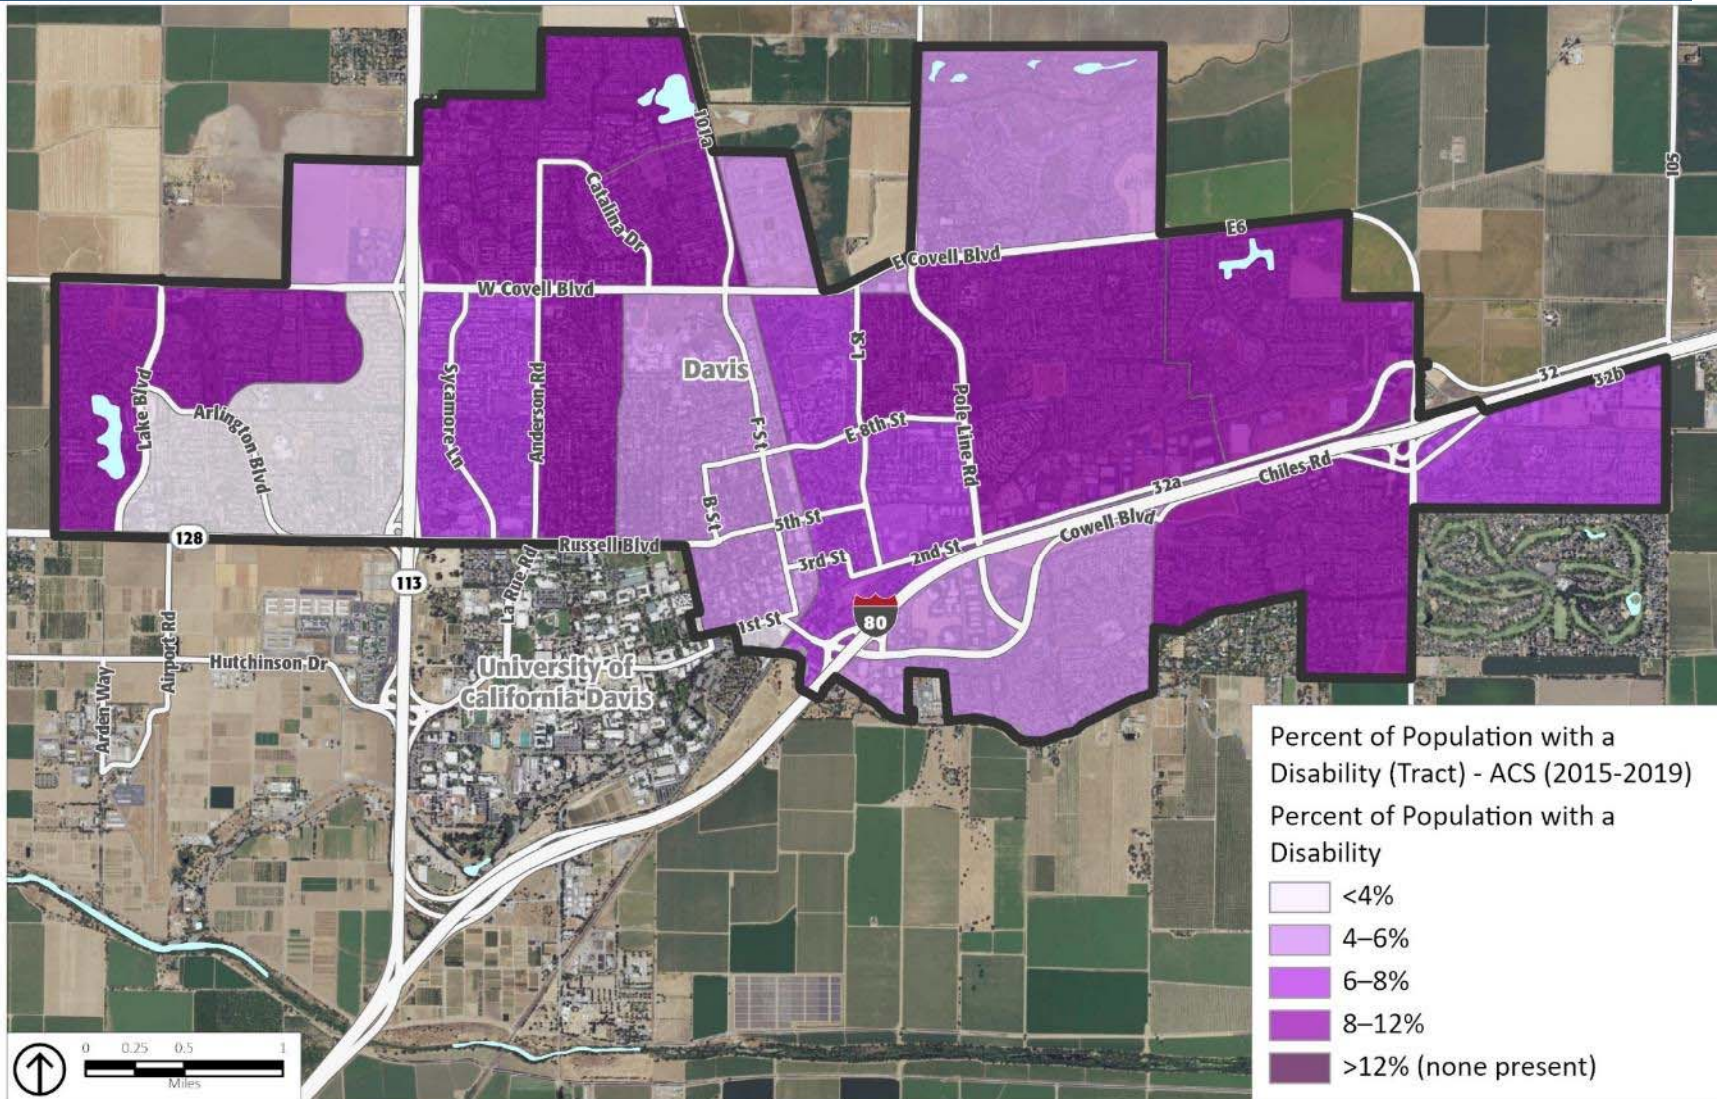 101a
105
Catalina Dr
E6
E Covell Blvd
W Covell Blvd
L St
Davis
Sycamore Ln
Anderson Rd
Lake Blvd
Arlington Blvd
F St
Pole Line Rd
E 8th St
B St
5th St
3rd St
2nd St
1st St
32
32b
32a
Chiles Rd
Cowell Blvd
128
Russell Blvd
113
La Rue Rd
80
Airport Rd
Hutchinson Dr
Arden Way
University of
California Davis
Percent of Population with a
Disability (Tract) - ACS (2015-2019)
Percent of Population with a
Disability
<4%
4–6%
6–8%
8–12%
>12% (none present)
0 0.25 0.5 1
Miles